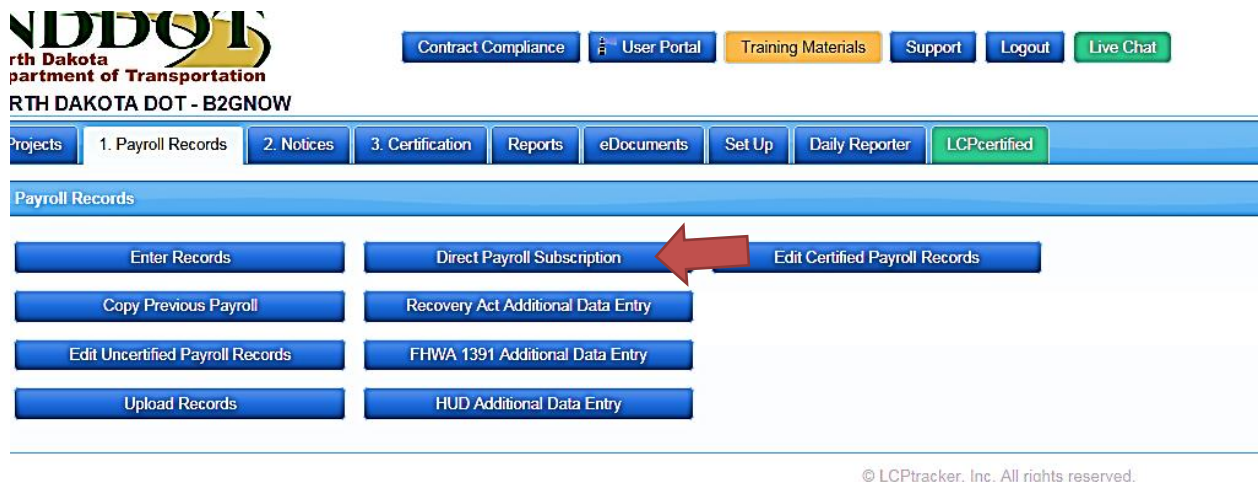 NDDOT
rth Dakota
partment of Transportation
RTH DAKOTA DOT - B2GNOW
Contract Compliance User Portal Training Materials Support Logout Live Chat
Projects 1. Payroll Records 2. Notices 3. Certification Reports eDocuments Set Up Daily Reporter LCPcertified
Payroll Records
Enter Records Direct Payroll Subscription Edit Certified Payroll Records
Copy Previous Payroll Recovery Act Additional Data Entry
Edit Uncertified Payroll Records FHWA 1391 Additional Data Entry
Upload Records HUD Additional Data Entry
© LCPtracker, Inc. All rights reserved.